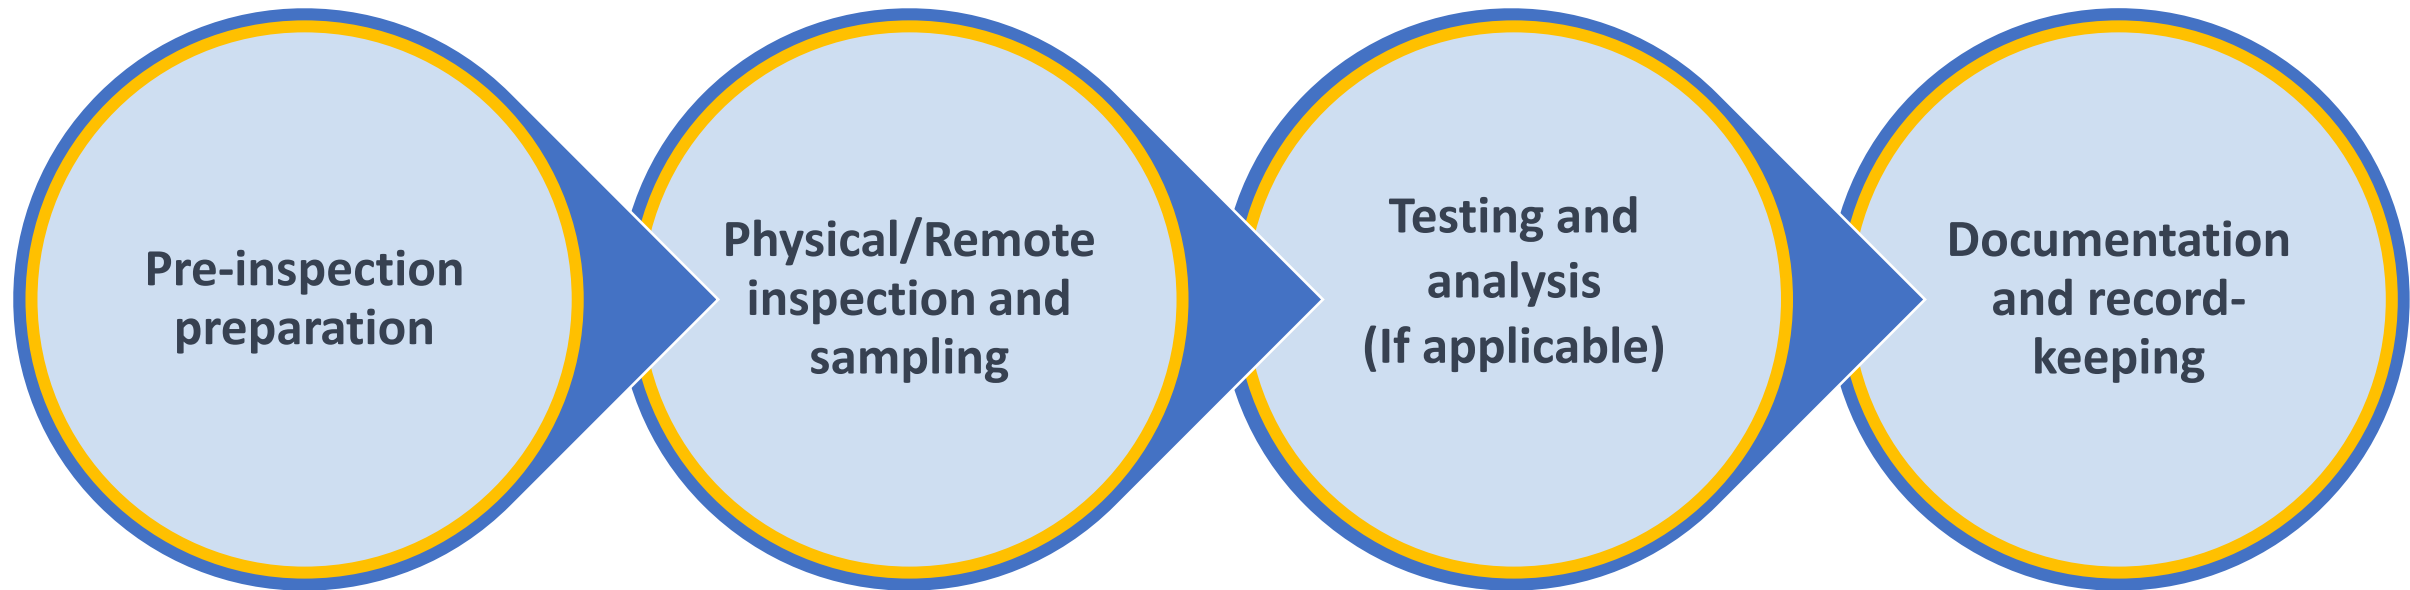 Pre-inspection
preparation
Physical/Remote
inspection and
sampling
Testing and
analysis
(If applicable)
Documentation
and record-
keeping